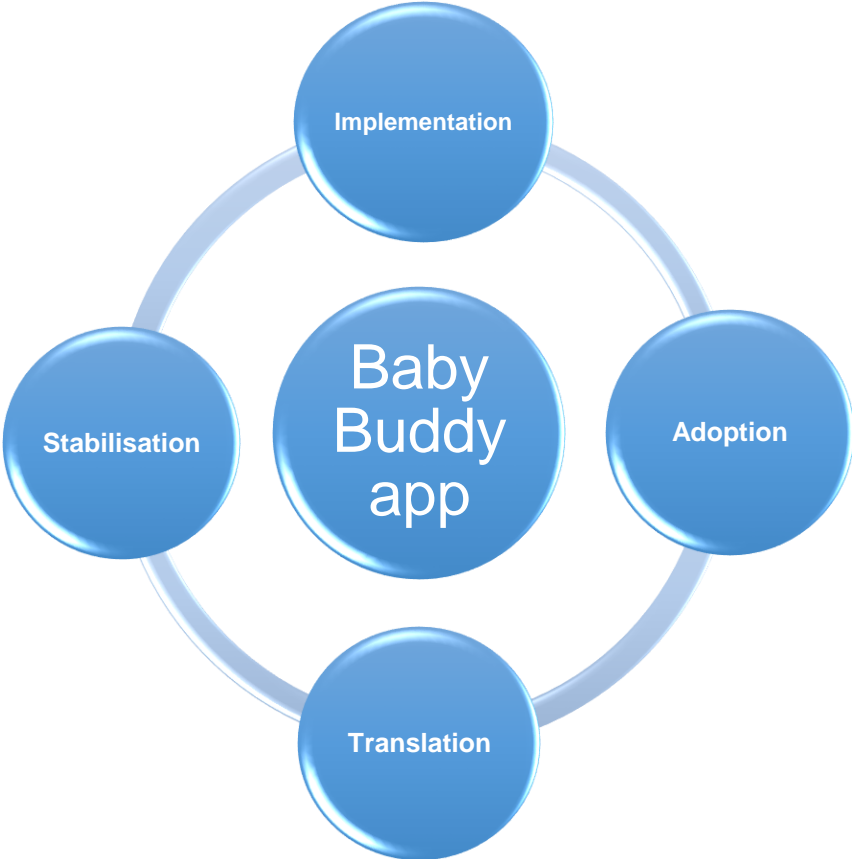 Implementation
Baby
Buddy
app
Stabilisation
Adoption
Translation